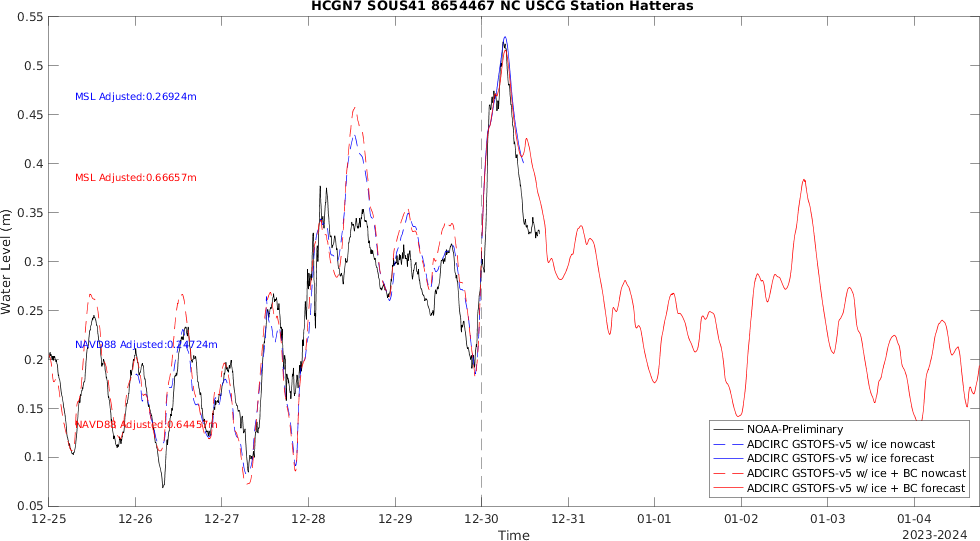 HCGN7 SOUS41 8654467 NC USCG Station Hatteras
0.55
0.5
0.45
0.4
0.35
0.3
0.25
0.2
0.15
0.1
0.05
Water Level (m)
MSL Adjusted:0.26924m
MSL Adjusted:0.66657m
NAVD88 Adjusted:0.24724m
NAVD88 Adjusted:0.64457m
NOAA-Preliminary
ADCIRC GSTOFS-v5 w/ ice nowcast
ADCIRC GSTOFS-v5 w/ ice forecast
ADCIRC GSTOFS-v5 w/ ice + BC nowcast
ADCIRC GSTOFS-v5 w/ ice + BC forecast
12-25 12-26 12-27 12-28 12-29 12-30 12-31 01-01 01-02 01-03 01-04
Time
2023-2024